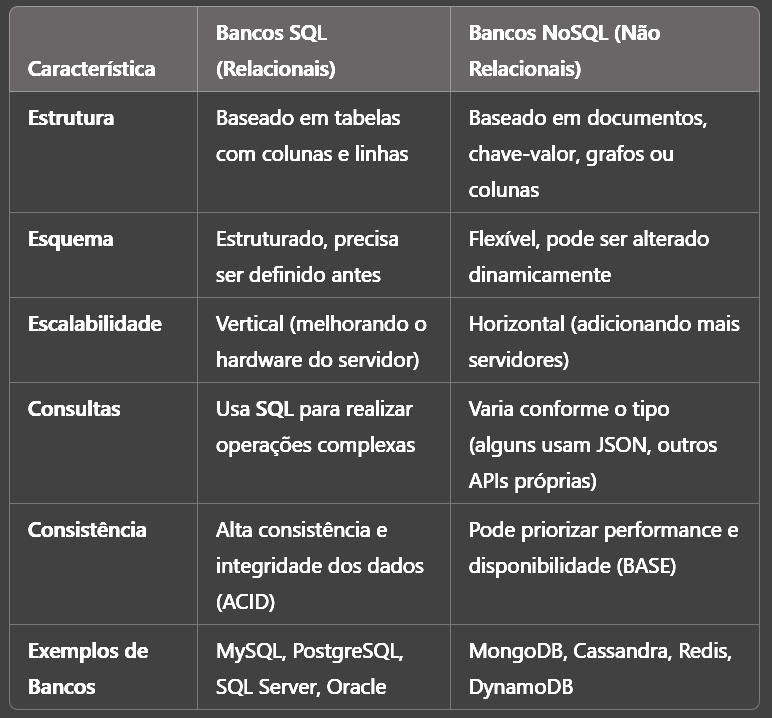 Característica
Bancos SQL
(Relacionais)
Bancos NoSQL (Não
Relacionais)
Estrutura
Baseado em tabelas
com colunas e linhas
Baseado em documentos,
chave-valor, grafos ou
colunas
Esquema
Estruturado, precisa
ser definido antes
Flexível, pode ser alterado
dinamicamente
Escalabilidade
Vertical (melhorando o
hardware do servidor)
Horizontal (adicionando mais
servidores)
Consultas
Usa SQL para realizar
operações complexas
Varia conforme o tipo
(alguns usam JSON, outros
APIs próprias)
Consistência
Alta consistência e
integridade dos dados
(ACID)
Pode priorizar performance e
disponibilidade (BASE)
Exemplos de
Bancos
MySQL, PostgreSQL,
SQL Server, Oracle
MongoDB, Cassandra, Redis,
DynamoDB